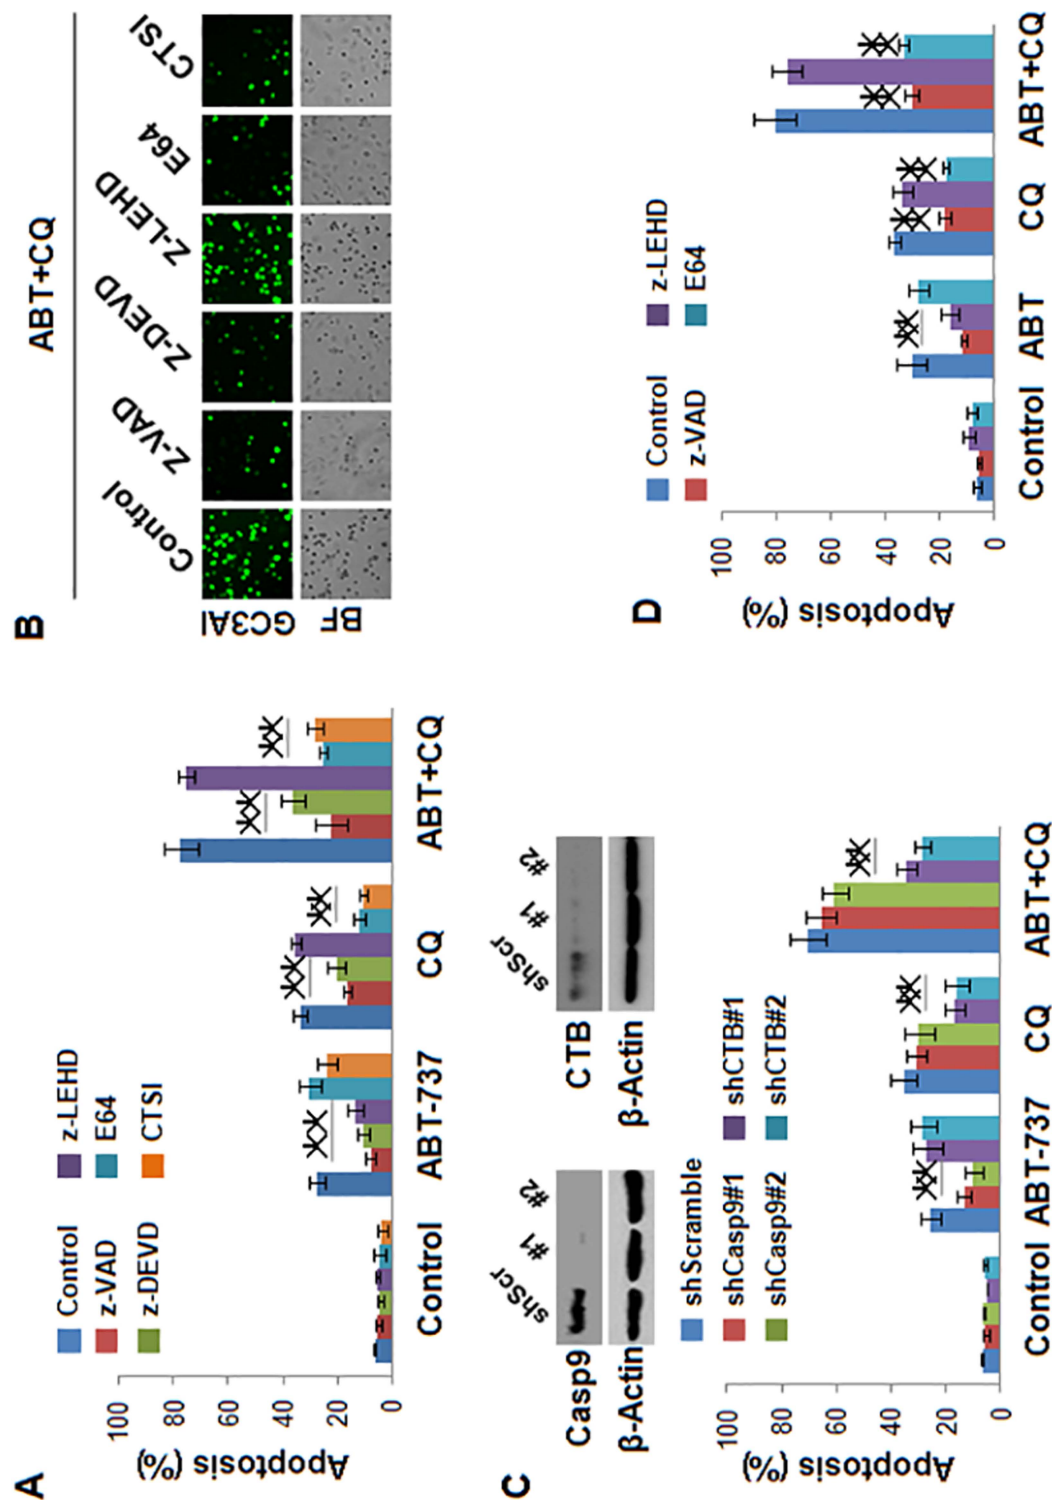 A
Apoptosis (%)
100
80
60
40
20
0
Control
z-VAD
z-DEVD
z-LEHD
E64
CTSI
**
**
**
**
**
Control
ABT-737
CQ
ABT+CQ
B
ABT+CQ
Control
Z-VAD
Z-DEVD
Z-LEHD
E64
CTSI
GC3AI
BF
C
Casp9
β-Actin
shScr
#1
#2
CTB
β-Actin
shScr
#1
#2
shScramble
shCasp9#1
shCasp9#2
shCTB#1
shCTB#2
Apoptosis (%)
100
80
60
40
20
0
**
**
**
Control
ABT-737
CQ
ABT+CQ
D
Control
z-VAD
z-LEHD
E64
Apoptosis (%)
100
80
60
40
20
0
**
**
**
**
**
Control
ABT
CQ
ABT+CQ